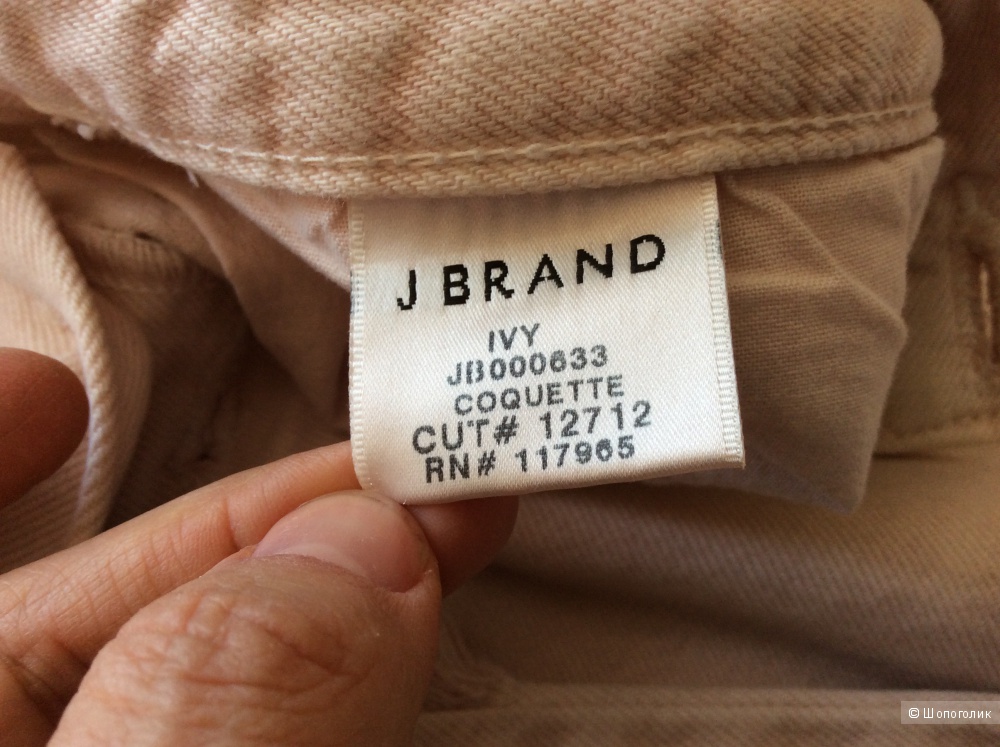 J BRAND
IVY
JB000633
COQUETTE
CUT# 12712
RN# 117965
© Шопоголик